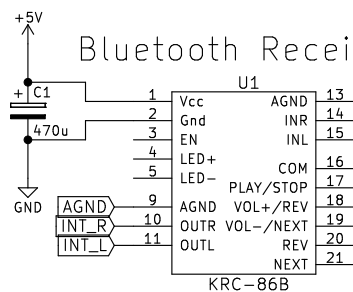 +5V
Bluetooth Recei
C1
+
470u
GND
U1
1 Vcc AGND 13
2 Gnd INR 14
3 EN INL 15
4 LED+ COM 16
5 LED- PLAY/STOP 17
AGND 9 AGND VOL+/REV 18
INT_R 10 OUTR VOL-/NEXT 19
INT_L 11 OUTL REV 20
NEXT 21
KRC-86B